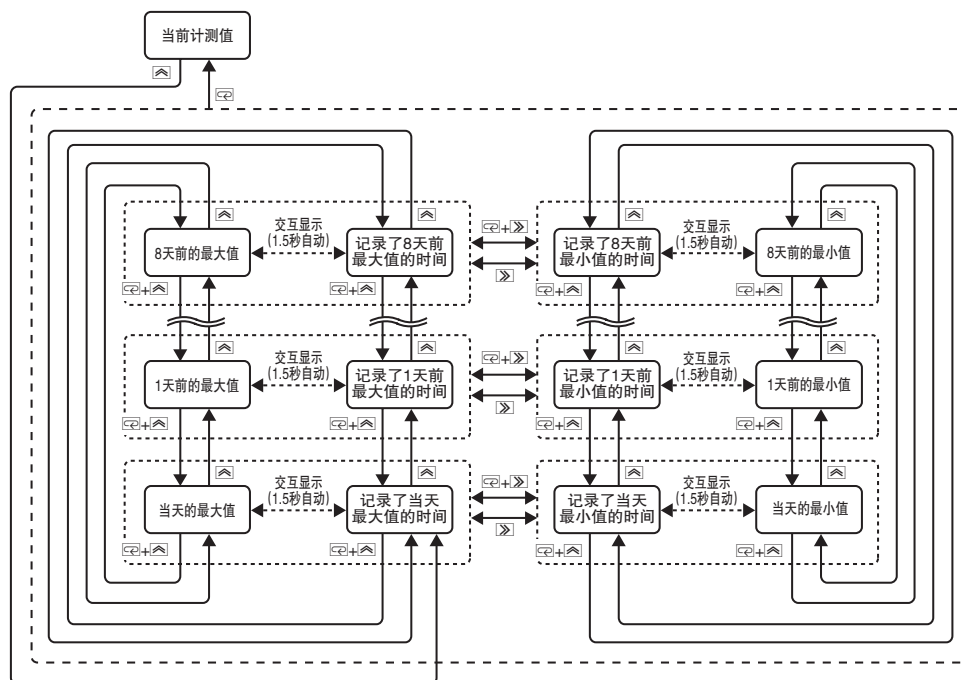 当前计测值
交互显示
(1.5秒自动)
8天前的最大值
记录了8天前
最大值的时间
+
+
+
交互显示
(1.5秒自动)
记录了8天前
最小值的时间
8天前的最小值
+
+
交互显示
(1.5秒自动)
1天前的最大值
记录了1天前
最大值的时间
+
+
+
交互显示
(1.5秒自动)
记录了1天前
最小值的时间
1天前的最小值
+
+
交互显示
(1.5秒自动)
当天的最大值
记录了当天
最大值的时间
+
+
+
交互显示
(1.5秒自动)
记录了当天
最小值的时间
当天的最小值
+
+